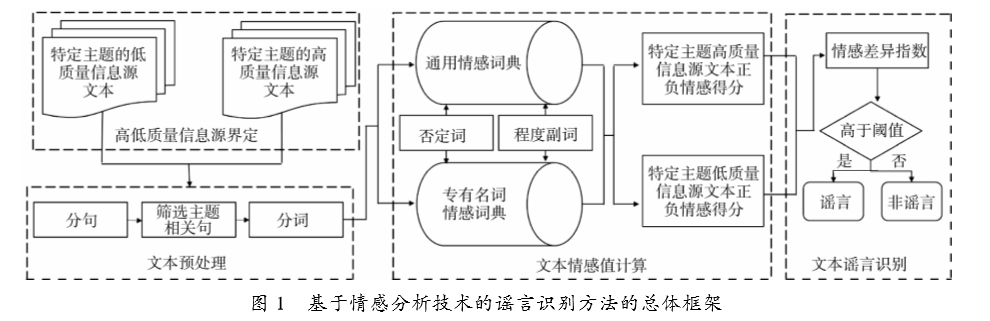 特定主题的低
质量信息源
文本
特定主题的高
质量信息源
文本
高低质量信息源界定
分句
筛选主题
相关句
分词
文本预处理
通用情感词典
否定词
程度副词
专有名词
情感词典
特定主题高质量
信息源文本正
负情感得分
特定主题低质量
信息源文本正
负情感得分
文本情感值计算
情感差异指数
高于阈值
是
否
谣言
非谣言
文本谣言识别
图 1 基于情感分析技术的谣言识别方法的总体框架